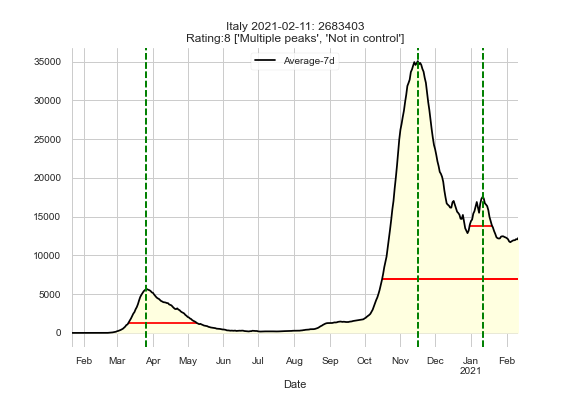 Italy 2021-02-11: 2683403
Rating:8 ['Multiple peaks', 'Not in control']
Average-7d
35000
30000
25000
20000
15000
10000
5000
0
Feb Mar Apr May Jun Jul Aug Sep Oct Nov Dec Jan Feb
2021
Date